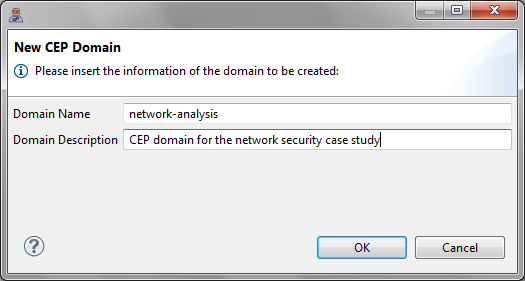 New CEP Domain
Please insert the information of the domain to be created:
Domain Name network-analysis
Domain Description CEP domain for the network security case study
? OK Cancel